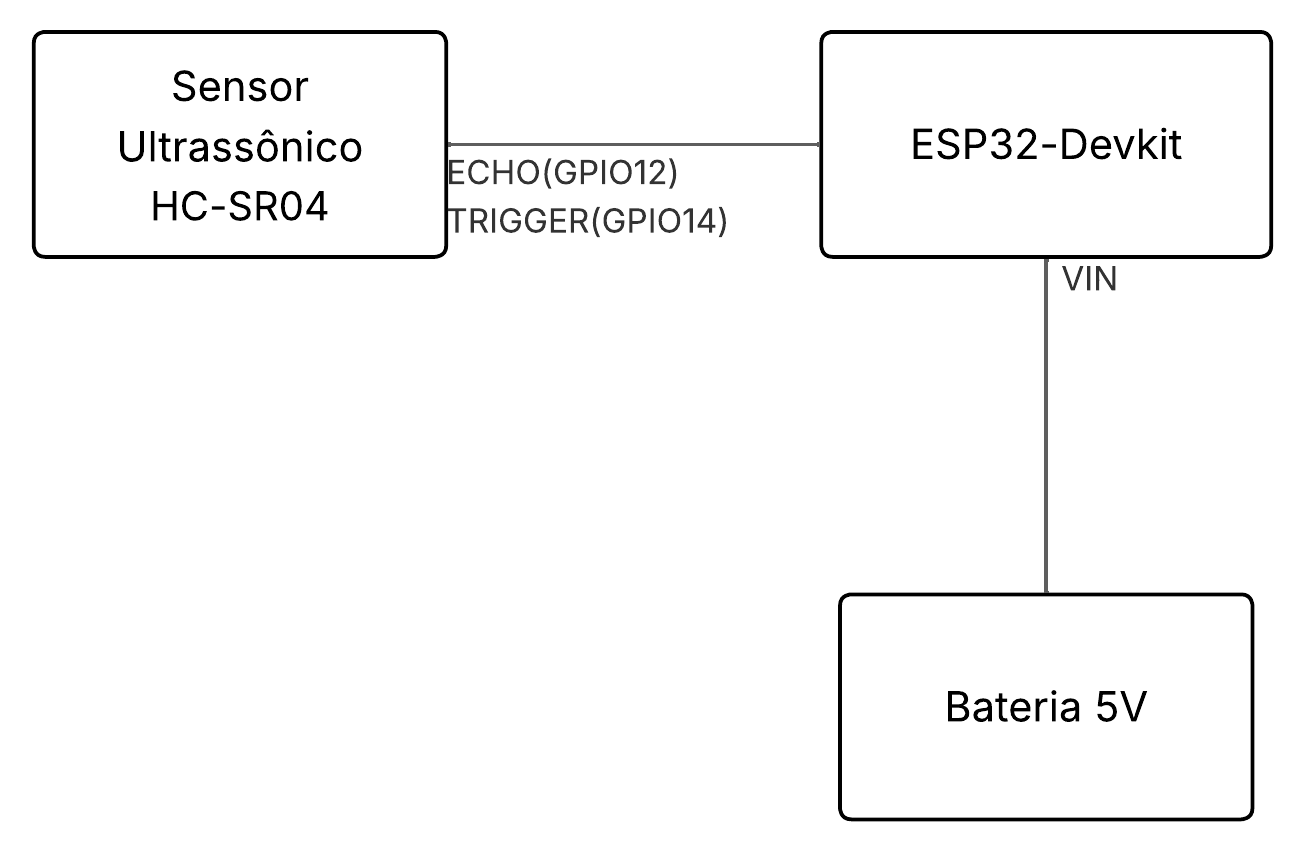 Sensor
Ultrassônico
HC-SR04
ECHO(GPIO12)
TRIGGER(GPIO14)
ESP32-Devkit
VIN
Bateria 5V